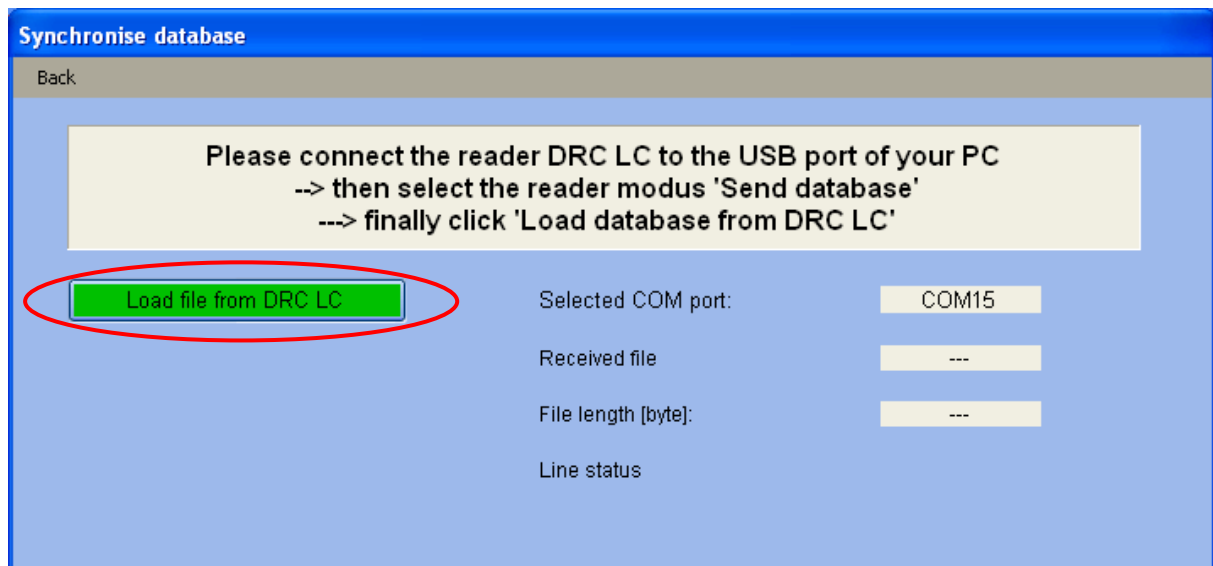 Synchronise database
Back
Please connect the reader DRC LC to the USB port of your PC
--> then select the reader modus 'Send database'
---> finally click 'Load database from DRC LC'
Load file from DRC LC
Selected COM port: COM15
Received file ---
File length [byte]: ---
Line status